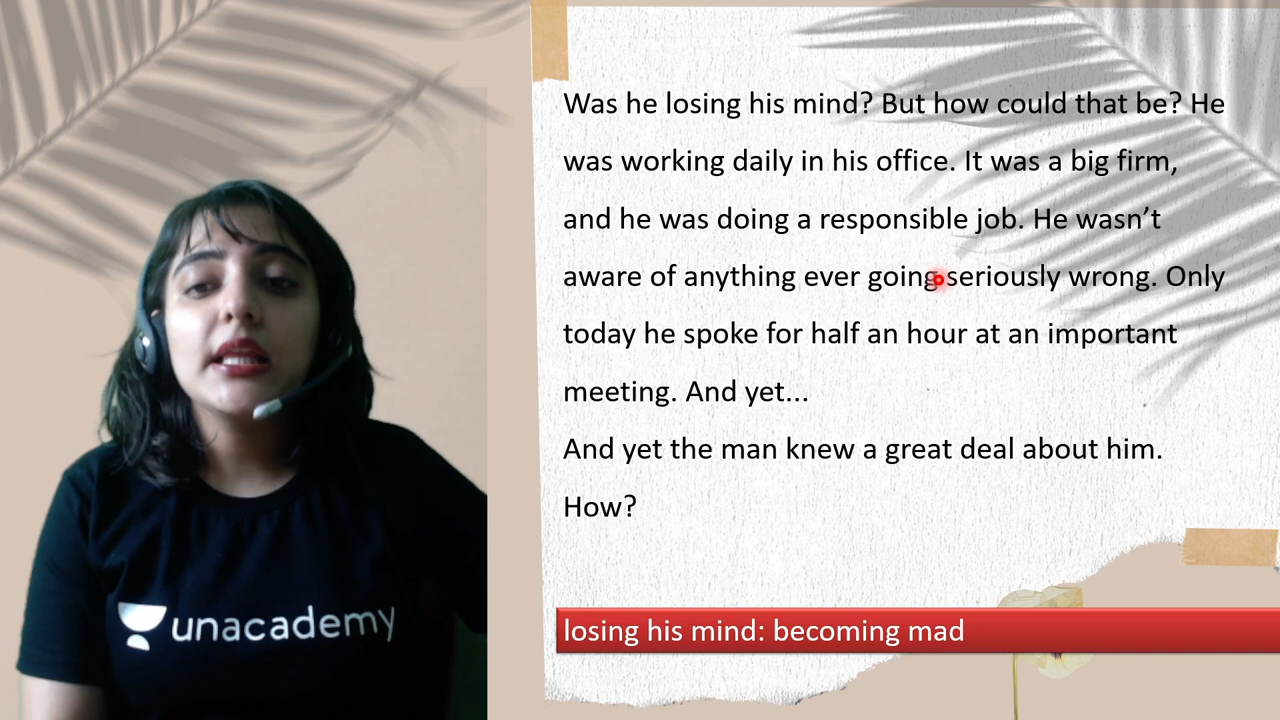 Was he losing his mind? But how could that be? He
was working daily in his office. It was a big firm,
and he was doing a responsible job. He wasn’t
aware of anything ever going seriously wrong. Only
today he spoke for half an hour at an important
meeting. And yet...
And yet the man knew a great deal about him.
How?
losing his mind: becoming mad
unacademy